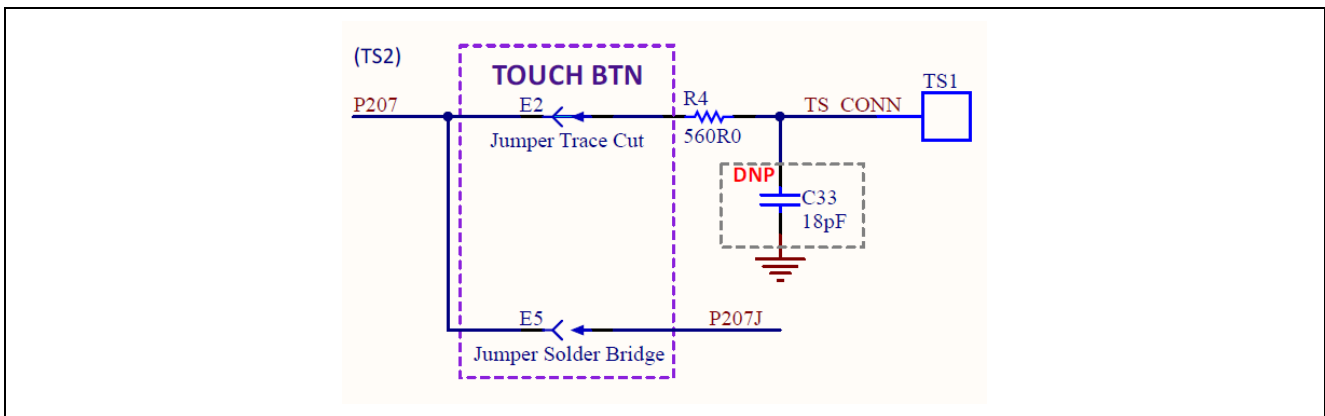 (TS2)
TOUCH BTN
TS1
P207
E2
R4
TS_CONN
Jumper Trace Cut
560R0
DNP
C33
18pF
E5
P207J
Jumper Solder Bridge